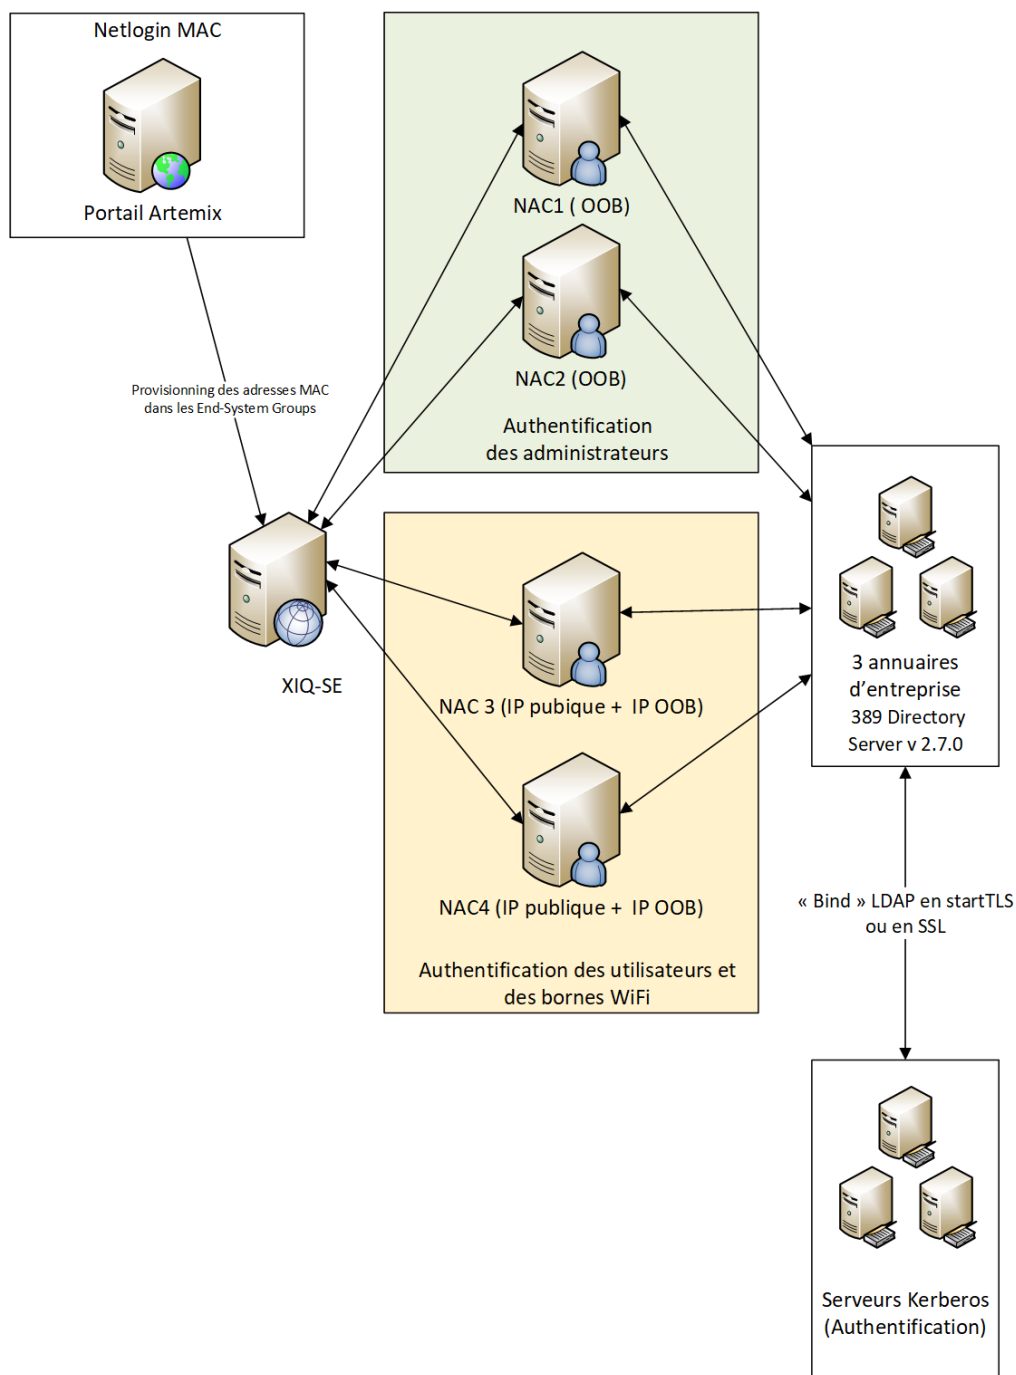 Netlogin MAC
Portail Artemix
NAC1 ( OOB)
NAC2 (OOB)
Authentification
des administrateurs
Provisionning des adresses MAC
dans les End-System Groups
XIQ-SE
NAC 3 (IP pubique +  IP OOB)
NAC4 (IP publique +  IP OOB)
Authentification des utilisateurs et
des bornes WiFi
3 annuaires
d’entreprise
389 Directory
Server v 2.7.0
« Bind » LDAP en startTLS
ou en SSL
Serveurs Kerberos
(Authentification)